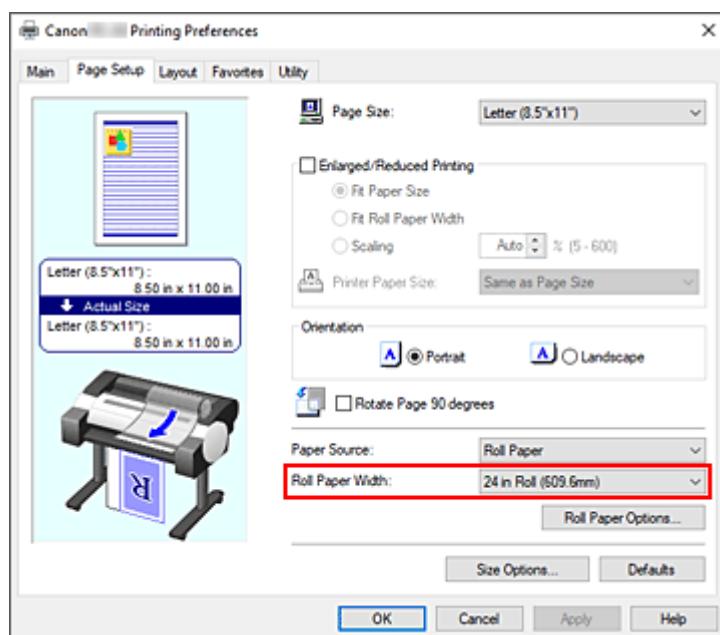 Canon Printing Preferences
Main Page Setup Layout Favorites Utility
Page Size: Letter (8.5"x11")
Enlarged/Reduced Printing
Fit Paper Size
Fit Roll Paper Width
Scaling Auto % (5 - 600)
Printer Paper Size: Same as Page Size
Letter (8.5"x11") :
8.50 in x 11.00 in
Actual Size
Letter (8.5"x11") :
8.50 in x 11.00 in
Orientation
A Portrait A Landscape
Rotate Page 90 degrees
Paper Source: Roll Paper
Roll Paper Width: 24 in Roll (609.6mm)
R
Roll Paper Options...
Size Options... Defaults
OK Cancel Apply Help